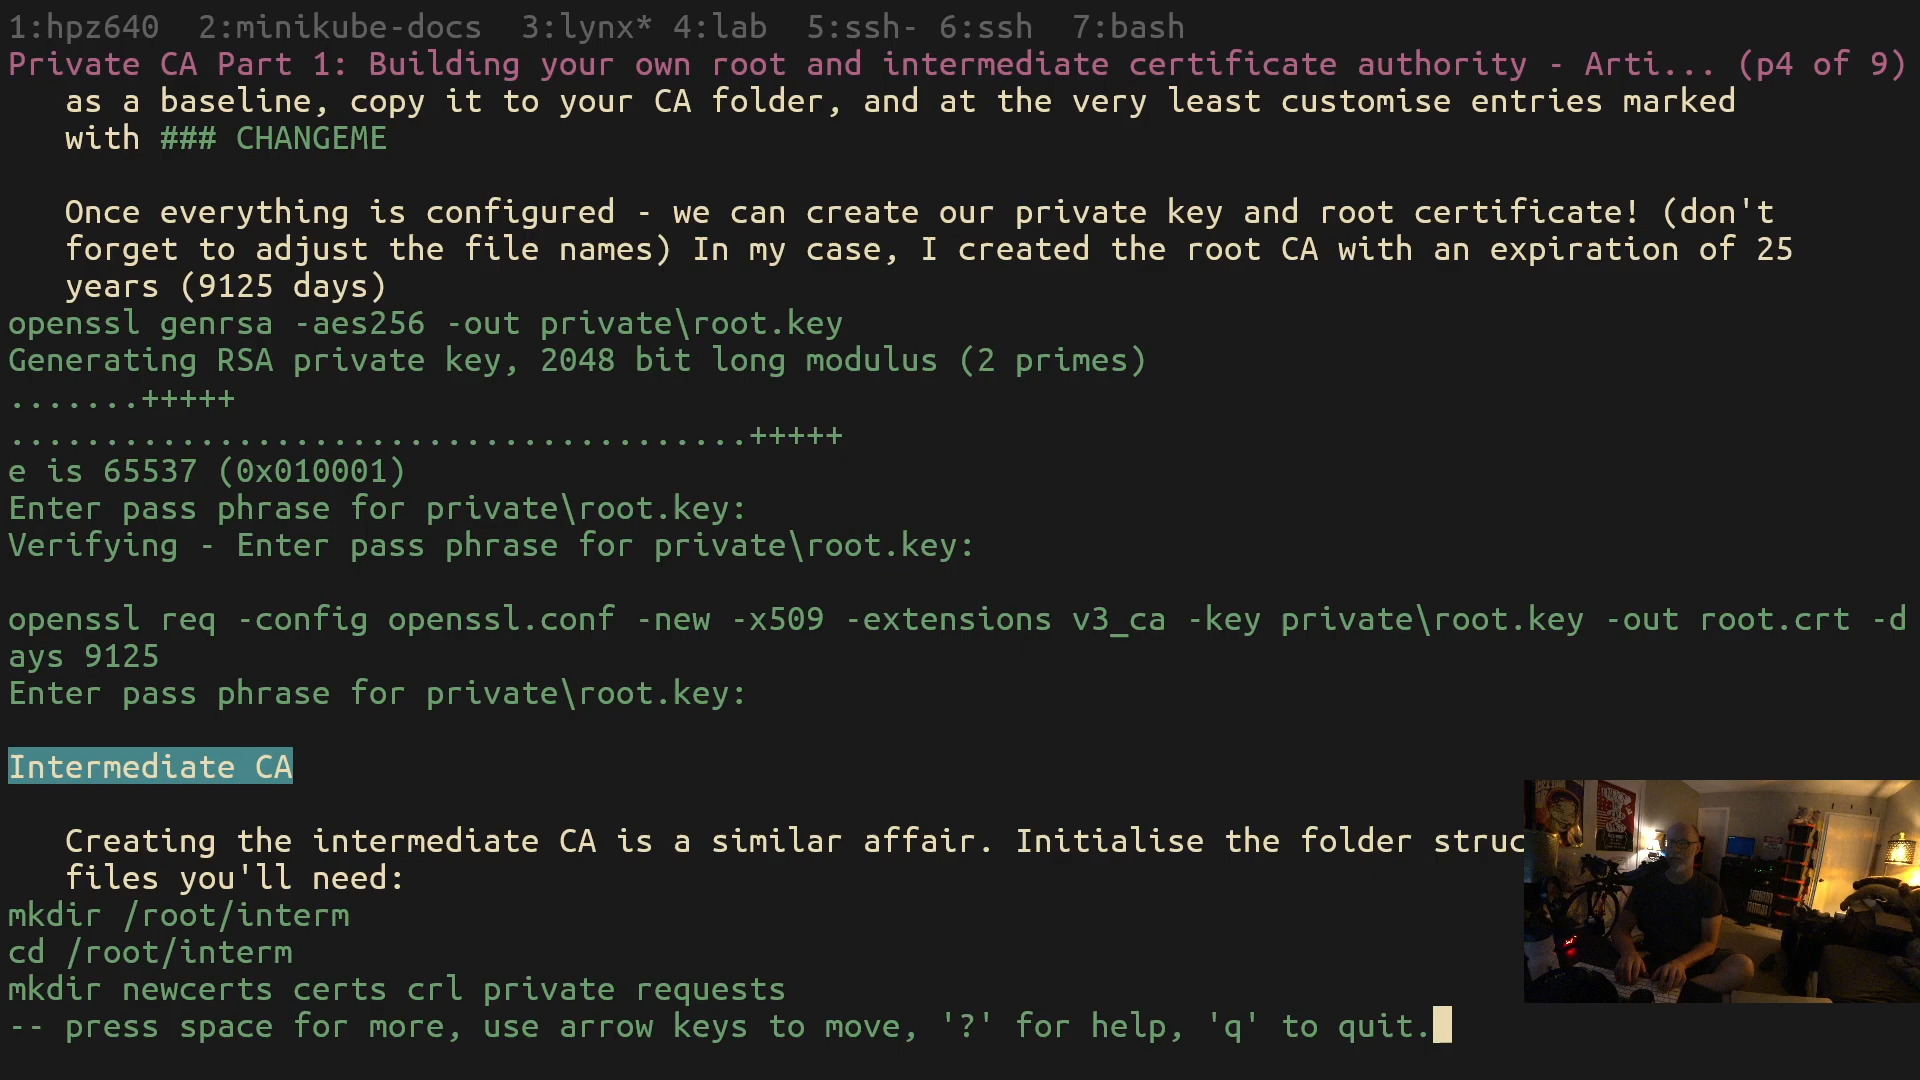 1:hpz640  2:minikube-docs  3:lynx* 4:lab  5:ssh- 6:ssh  7:bash
Private CA Part 1: Building your own root and intermediate certificate authority - Arti... (p4 of 9)
as a baseline, copy it to your CA folder, and at the very least customise entries marked
with ### CHANGEME
Once everything is configured - we can create our private key and root certificate! (don't
forget to adjust the file names) In my case, I created the root CA with an expiration of 25
years (9125 days)
openssl genrsa -aes256 -out private\root.key
Generating RSA private key, 2048 bit long modulus (2 primes)
.......+++++
.......................................+++++
e is 65537 (0x010001)
Enter pass phrase for private\root.key:
Verifying - Enter pass phrase for private\root.key:
openssl req -config openssl.conf -new -x509 -extensions v3_ca -key private\root.key -out root.crt -d
ays 9125
Enter pass phrase for private\root.key:
Intermediate CA
Creating the intermediate CA is a similar affair. Initialise the folder struc
files you'll need:
mkdir /root/interm
cd /root/interm
mkdir newcerts certs crl private requests
-- press space for more, use arrow keys to move, '?' for help, 'q' to quit.